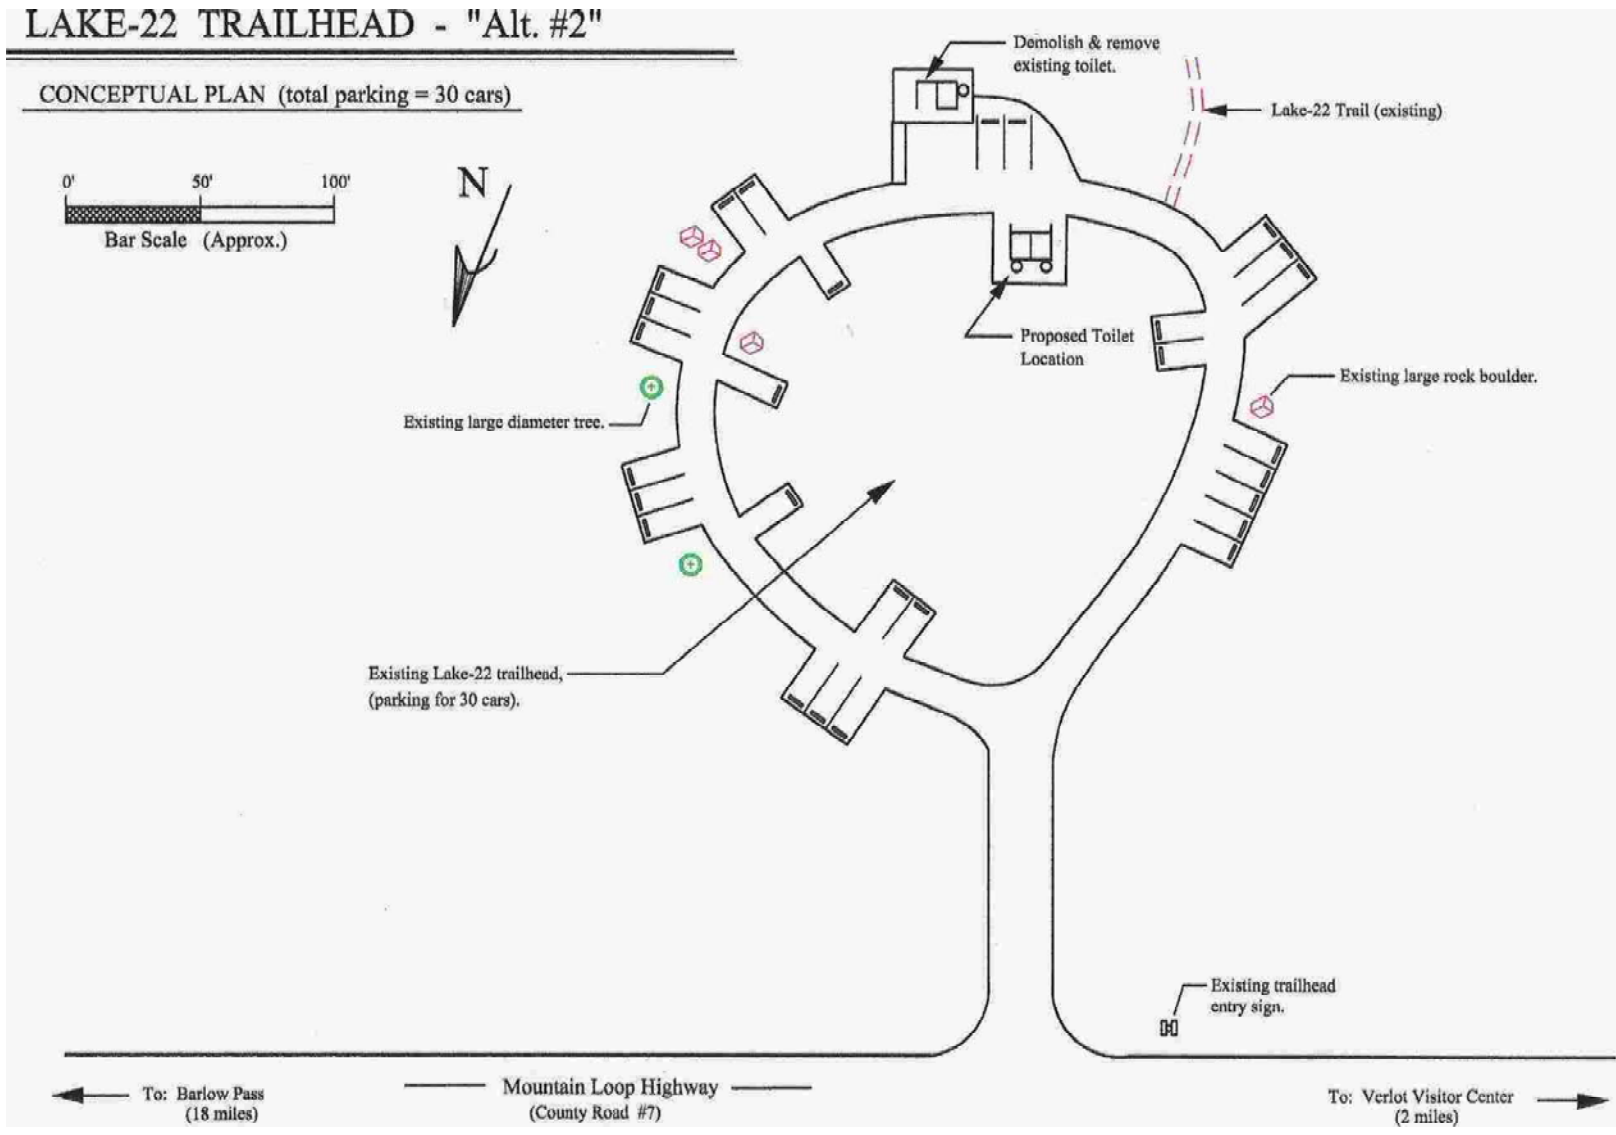 LAKE-22 TRAILHEAD - "Alt. #2"
CONCEPTUAL PLAN (total parking = 30 cars)
0' 50' 100'
Bar Scale (Approx.)
N
Demolish & remove
existing toilet.
Lake-22 Trail (existing)
Proposed Toilet
Location
Existing large rock boulder.
Existing large diameter tree.
Existing Lake-22 trailhead,
(parking for 30 cars).
Existing trailhead
entry sign.
To: Barlow Pass
(18 miles)
Mountain Loop Highway
(County Road #7)
To: Verlot Visitor Center
(2 miles)